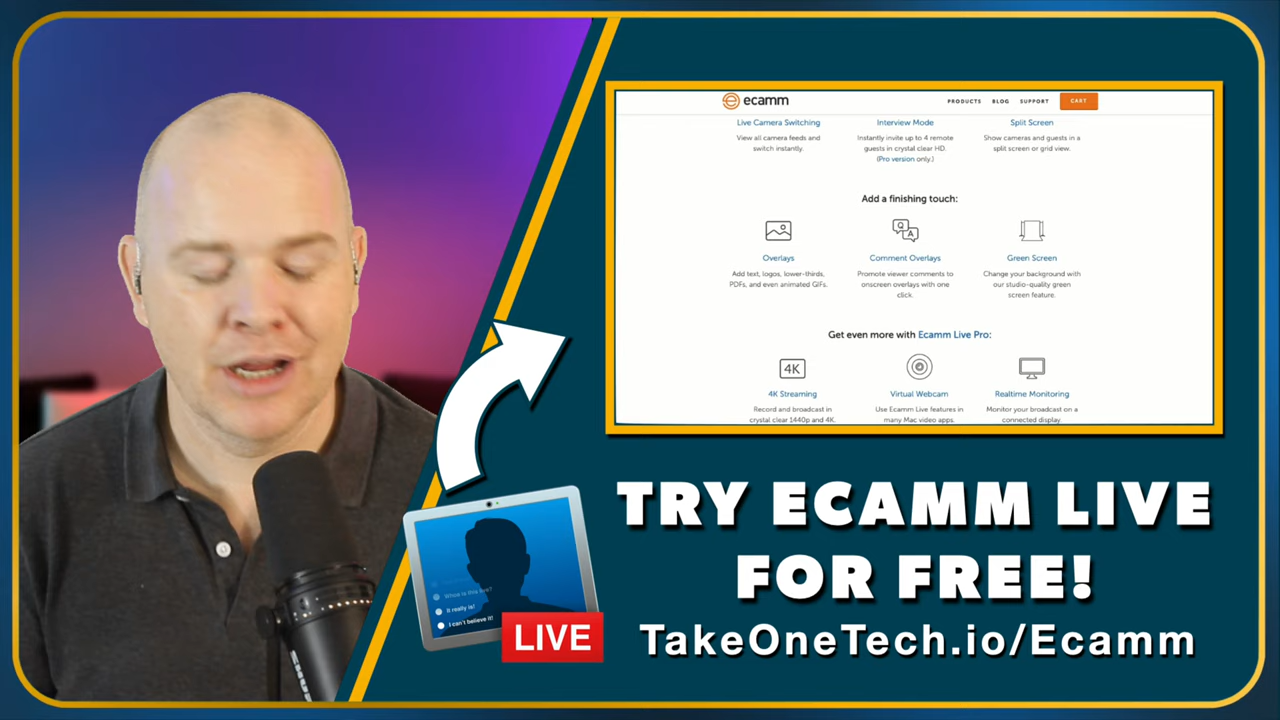 ecamm
PRODUCTS BLOG SUPPORT CART
Live Camera Switching
View all camera feeds and
switch instantly.
Interview Mode
Instantly invite up to 4 remote
guests in crystal clear HD.
(Pro version only.)
Split Screen
Show cameras and guests in a
split screen or grid view.
Add a finishing touch:
Overlays
Add text, logos, lower-thirds,
PDFs, and even animated GIFs.
Comment Overlays
Promote viewer comments to
onscreen overlays with one
click.
Green Screen
Change your background with
our studio-quality green
screen feature.
Get even more with Ecamm Live Pro:
4K
4K Streaming
Record and broadcast in
crystal clear 1440p and 4K.
Virtual Webcam
Use Ecamm Live features in
many Mac video apps.
Realtime Monitoring
Monitor your broadcast on a
connected display.
Q
A
It really is!
I can't believe it!
LIVE
TRY ECAMM LIVE
FOR FREE!
TakeOneTech.io/Ecamm